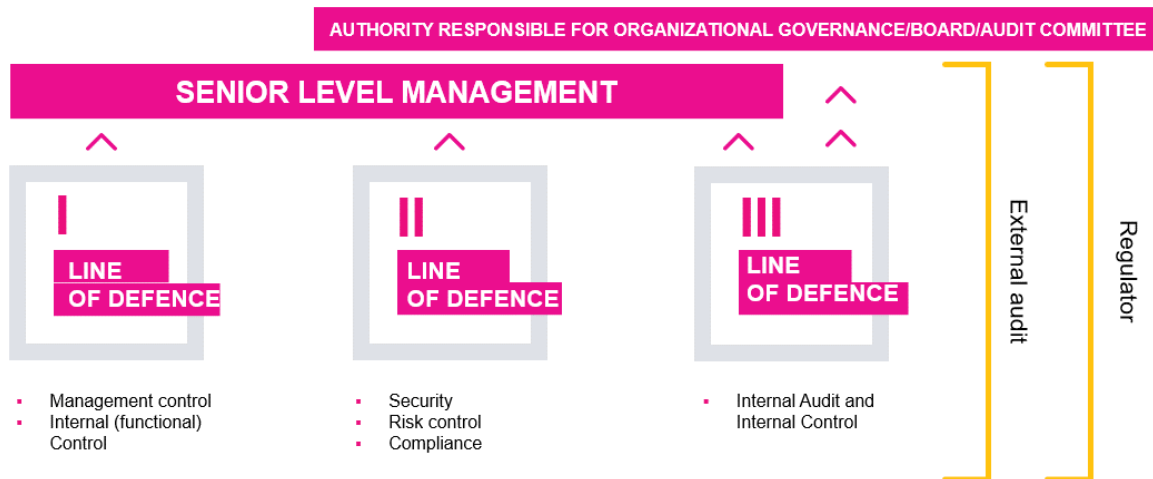 AUTHORITY RESPONSIBLE FOR ORGANIZATIONAL GOVERNANCE/BOARD/AUDIT COMMITTEE
SENIOR LEVEL MANAGEMENT
I
LINE
OF DEFENCE
▪ Management control
▪ Internal (functional)
Control
II
LINE
OF DEFENCE
▪ Security
▪ Risk control
▪ Compliance
III
LINE
OF DEFENCE
▪ Internal Audit and
Internal Control
External audit
Regulator